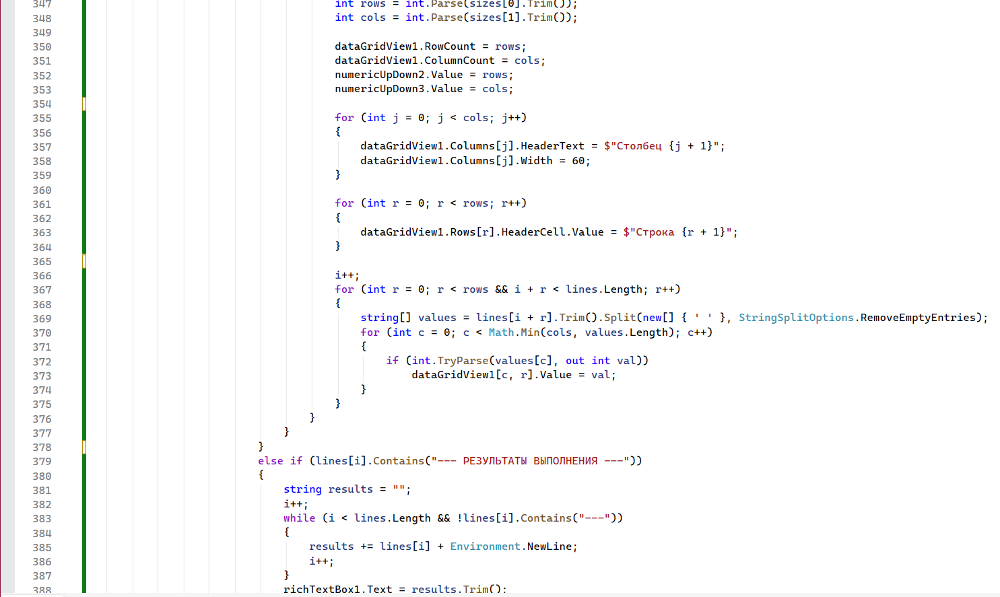 347 int rows = int.Parse(sizes[0].Trim());
348 int cols = int.Parse(sizes[1].Trim());
349
350 dataGridView1.RowCount = rows;
351 dataGridView1.ColumnCount = cols;
352 numericUpDown2.Value = rows;
353 numericUpDown3.Value = cols;
354
355 for (int j = 0; j < cols; j++)
356 {
357 dataGridView1.Columns[j].HeaderText = $"Столбец {j + 1}";
358 dataGridView1.Columns[j].Width = 60;
359 }
360
361 for (int r = 0; r < rows; r++)
362 {
363 dataGridView1.Rows[r].HeaderCell.Value = $"Строка {r + 1}";
364 }
365
366 i++;
367 for (int r = 0; r < rows && i + r < lines.Length; r++)
368 {
369 string[] values = lines[i + r].Trim().Split(new[] { ' ' }, StringSplitOptions.RemoveEmptyEntries);
370 for (int c = 0; c < Math.Min(cols, values.Length); c++)
371 {
372 if (int.TryParse(values[c], out int val))
373 dataGridView1[c, r].Value = val;
374 }
375 }
376 }
377 }
378 }
379 else if (lines[i].Contains("--- РЕЗУЛЬТАТЫ ВЫПОЛНЕНИЯ ---"))
380 {
381 string results = "";
382 i++;
383 while (i < lines.Length && !lines[i].Contains("---"))
384 {
385 results += lines[i] + Environment.NewLine;
386 i++;
387 }
388 richTextBox1.Text = results.Trim();